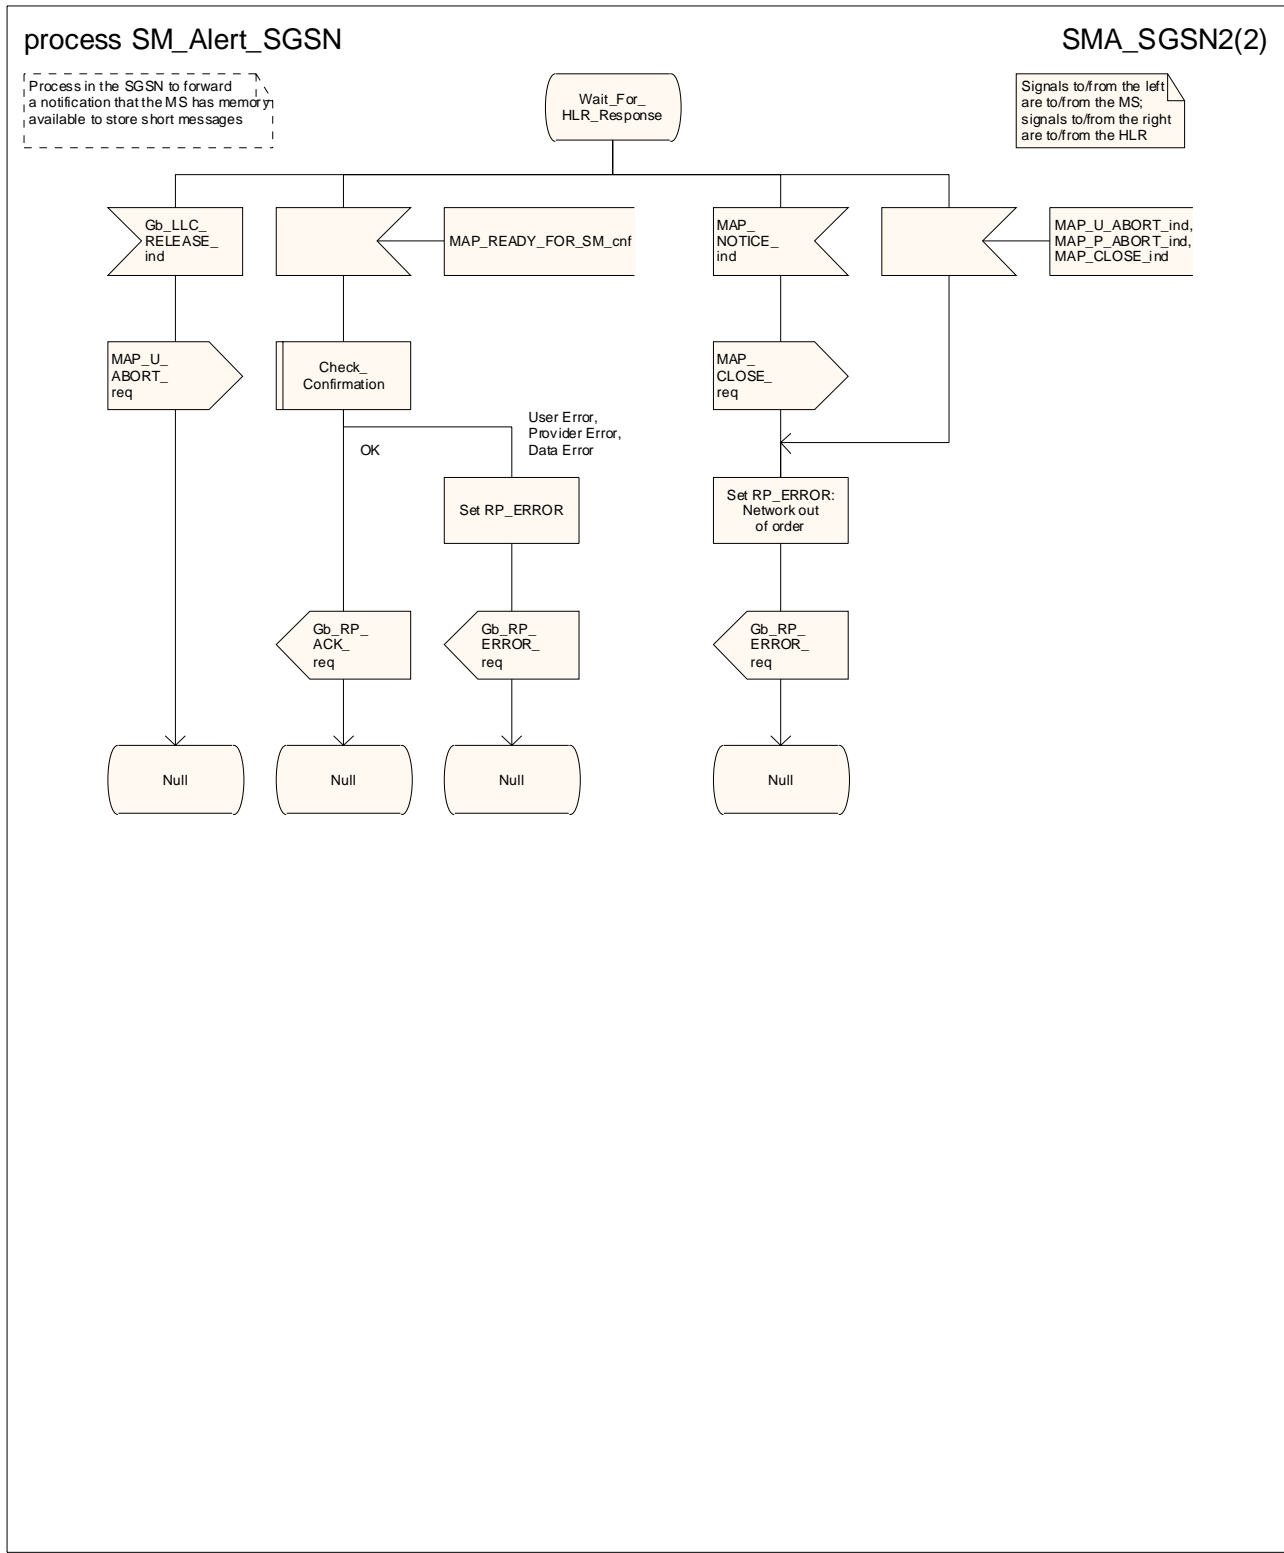 process SM_Alert_SGSN
SMA_SGSN2(2)
Process in the SGSN to forward
a notification that the MS has memory
available to store short messages
Wait_For_
HLR_Response
Signals to/from the left
are to/from the MS;
signals to/from the right
are to/from the HLR
Gb_LLC_
RELEASE_
ind
MAP_READY_FOR_SM_cnf
MAP_
NOTICE_
ind
MAP_U_ABORT_ind,
MAP_P_ABORT_ind,
MAP_CLOSE_ind
MAP_U_
ABORT_
req
Check_
Confirmation
MAP_
CLOSE_
req
User Error,
Provider Error,
Data Error
OK
Set RP_ERROR
Set RP_ERROR:
Network out
of order
Gb_RP_
ACK_
req
Gb_RP_
ERROR_
req
Gb_RP_
ERROR_
req
Null
Null
Null
Null